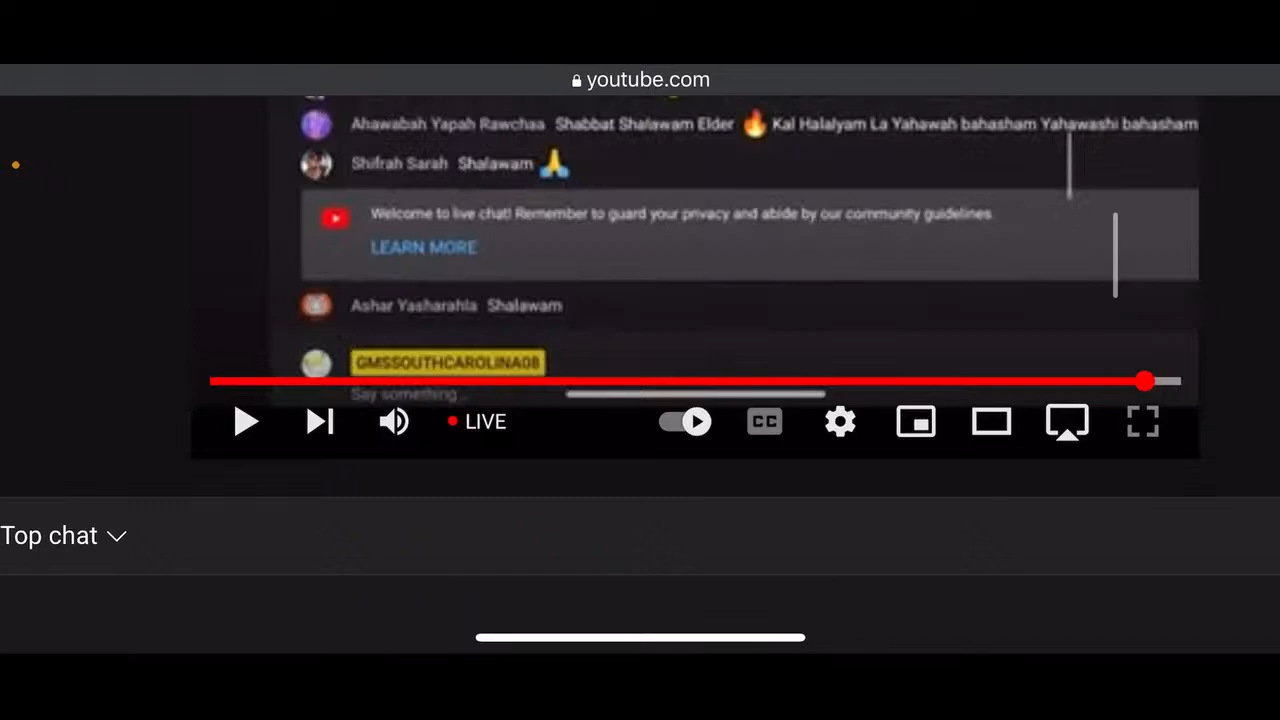 youtube.com
Ahawabah Yapah Rawchaa Shabbat Shalawam Elder 🔥 Kal Halalyam La Yahawah bahasham Yahawashi bahasham
Shifrah Sarah Shalawam 🙏
Welcome to live chat! Remember to guard your privacy and abide by our community guidelines.
LEARN MORE
Ashar Yasharahla Shalawam
GMSSOUTHCAROLINA08
Say something...
LIVE CC
Top chat